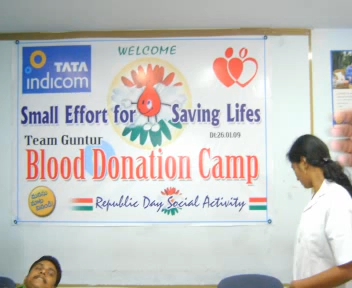 WELCOME
TATA
indicom
Small Effort for Saving Lifes
Team Guntur
Dt:26.01.09
Blood Donation Camp
Republic Day Social Activity